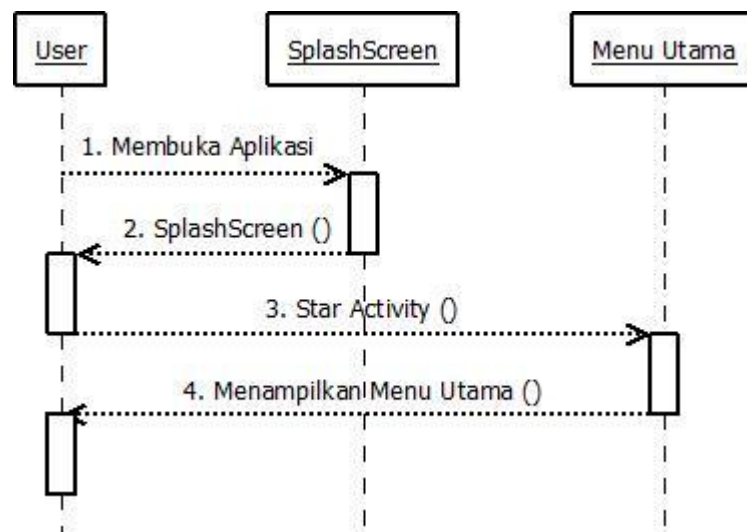 User
SplashScreen
Menu Utama
1. Membuka Aplikasi
2. SplashScreen ()
3. Star Activity ()
4. Menampilkan Menu Utama ()